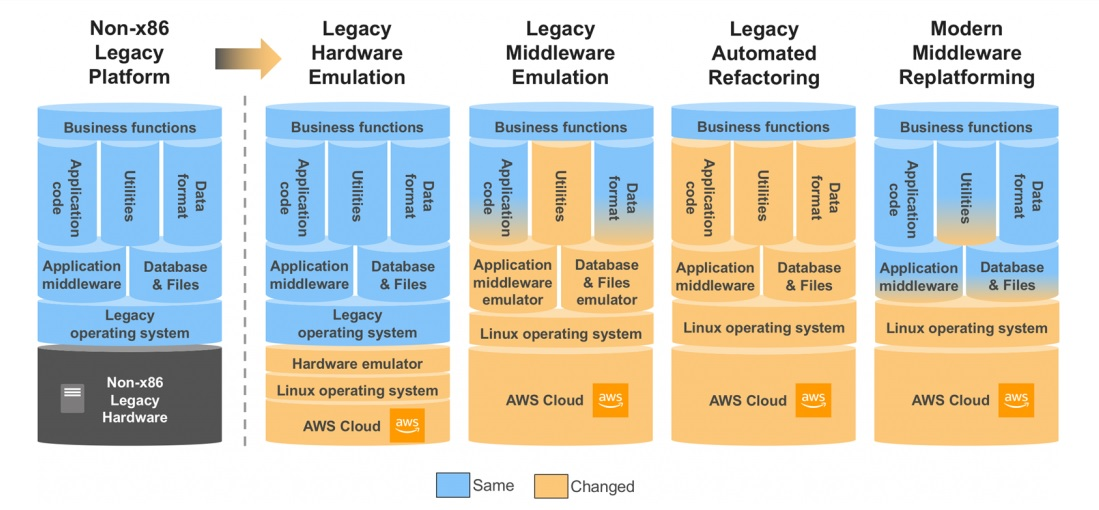 Non-x86
Legacy
Platform
Legacy
Hardware
Emulation
Legacy
Middleware
Emulation
Legacy
Automated
Refactoring
Modern
Middleware
Replatforming
Business functions
Application
code
Utilities
Data
format
Application
middleware
Database
& Files
Legacy
operating system
Non-x86
Legacy
Hardware
Business functions
Application
code
Utilities
Data
format
Application
middleware
Database
& Files
Legacy
operating system
Hardware emulator
Linux operating system
AWS Cloud
aws
Business functions
Application
code
Utilities
Data
format
Application
middleware
emulator
Database
& Files
emulator
Linux operating system
AWS Cloud
aws
Business functions
Application
code
Utilities
Data
format
Application
middleware
Database
& Files
Linux operating system
AWS Cloud
aws
Business functions
Application
code
Utilities
Data
format
Application
middleware
Database
& Files
Linux operating system
AWS Cloud
aws
Same
Changed